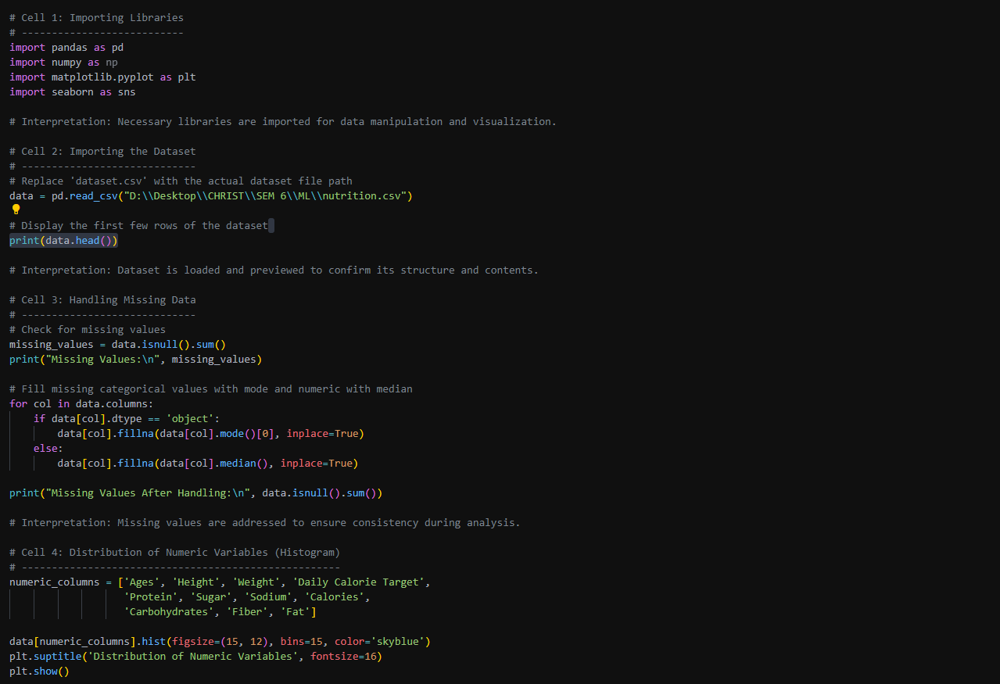 # Cell 1: Importing Libraries
# ---------------------------
import pandas as pd
import numpy as np
import matplotlib.pyplot as plt
import seaborn as sns
# Interpretation: Necessary libraries are imported for data manipulation and visualization.
# Cell 2: Importing the Dataset
# -----------------------------
# Replace 'dataset.csv' with the actual dataset file path
data = pd.read_csv("D:\\Desktop\\CHRIST\\SEM 6\\ML\\nutrition.csv")
# Display the first few rows of the dataset
print(data.head())
# Interpretation: Dataset is loaded and previewed to confirm its structure and contents.
# Cell 3: Handling Missing Data
# -----------------------------
# Check for missing values
missing_values = data.isnull().sum()
print("Missing Values:\n", missing_values)
# Fill missing categorical values with mode and numeric with median
for col in data.columns:
    if data[col].dtype == 'object':
        data[col].fillna(data[col].mode()[0], inplace=True)
    else:
        data[col].fillna(data[col].median(), inplace=True)
print("Missing Values After Handling:\n", data.isnull().sum())
# Interpretation: Missing values are addressed to ensure consistency during analysis.
# Cell 4: Distribution of Numeric Variables (Histogram)
# -----------------------------------------------------
numeric_columns = ['Ages', 'Height', 'Weight', 'Daily Calorie Target',
                   'Protein', 'Sugar', 'Sodium', 'Calories',
                   'Carbohydrates', 'Fiber', 'Fat']
data[numeric_columns].hist(figsize=(15, 12), bins=15, color='skyblue')
plt.suptitle('Distribution of Numeric Variables', fontsize=16)
plt.show()